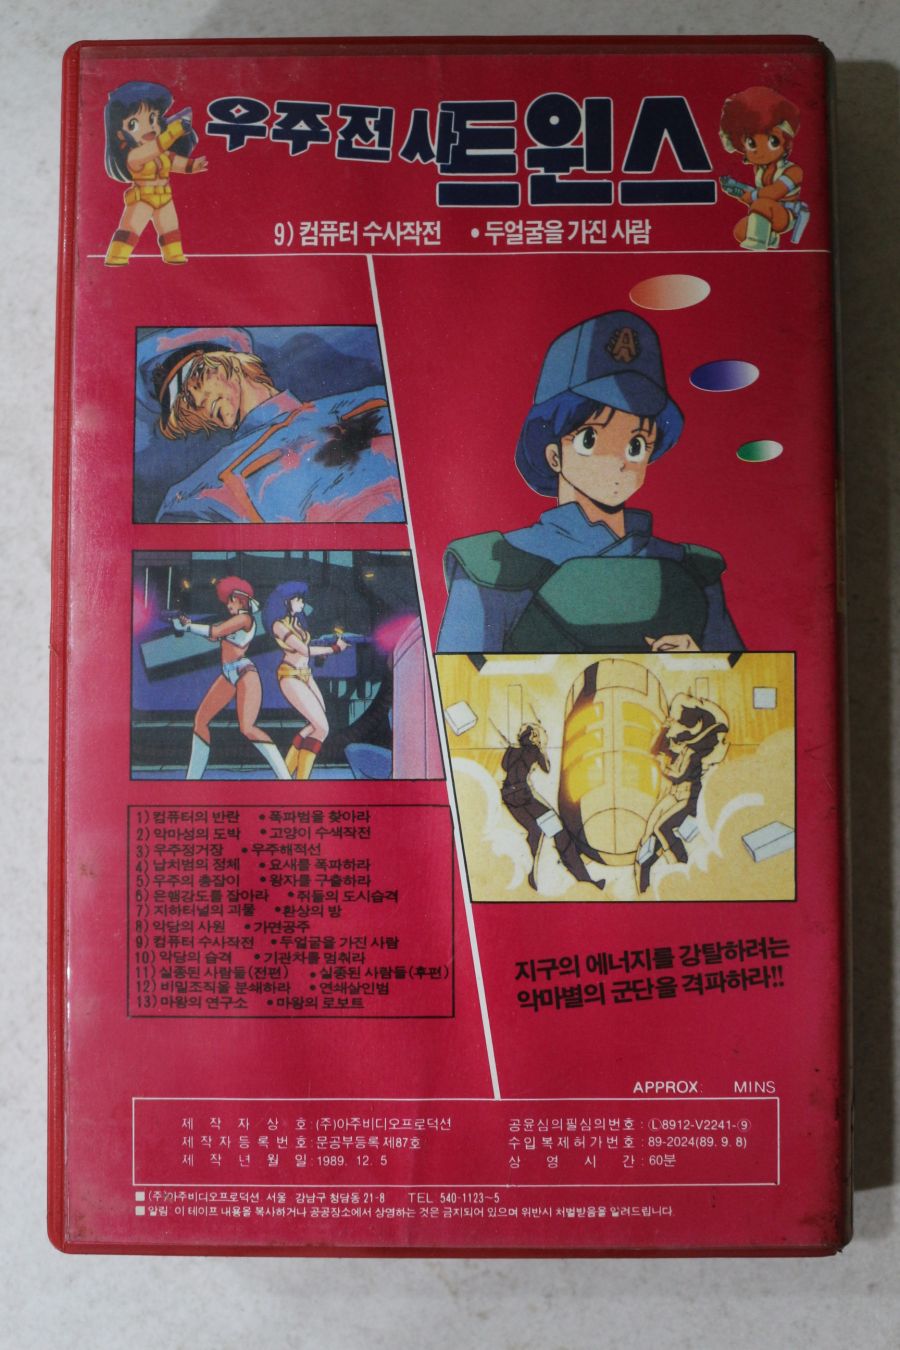 우주전사트윈스
9) 컴퓨터 수사작전 •두얼굴을 가진 사람
A
1) 컴퓨터의 반란 •폭파범을 찾아라
2) 악마성의 도박 •고양이 수색작전
3) 우주정거장 •우주해적선
4) 납치범의 정체 •요새를 폭파하라
5) 우주의 총잡이 •왕자를 구출하라
6) 은행강도를 잡아라 •쥐들의 도시습격
7) 지하터널의 괴물 •환상의 방
8) 악당의 사원 •가면공주
9) 컴퓨터 수사작전 •두얼굴을 가진 사람
10) 악당의 습격 •기관차를 멈춰라
11) 실종된 사람들(전편) •실종된 사람들(후편)
12) 비밀조직을 분쇄하라 •연쇄살인범
13) 마왕의 연구소 •마왕의 로보트
지구의 에너지를 강탈하려는
악마별의 군단을 격파하라!!
APPROX: MINS
제 작 자 상 호 : (주)아주비디오프로덕션
제작자등록번호 : 문공부등록 제87호
제 작 년 월 일 : 1989. 12. 5
공윤심의필심의번호 : Ⓛ8912-V2241-⑨
수입복제허가번호 : 89-2024(89. 9. 8)
상 영 시 간 : 60분
■ (주)아주비디오프로덕션 서울 강남구 청담동 21-8 TEL 540-1123~5
■ 알림 이 테이프 내용을 복사하거나 공공장소에서 상영하는 것은 금지되어 있으며 위반시 처벌받음을 알려드립니다.